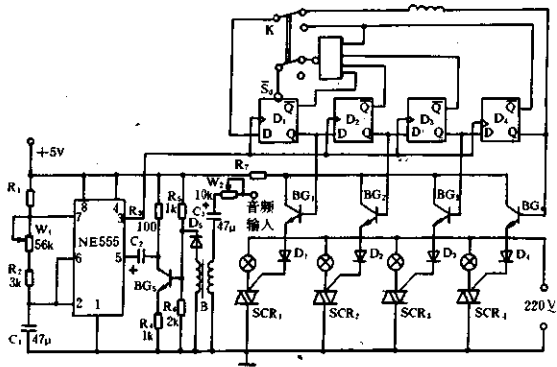 K
S̄d
Q̄ Q̄ Q̄ Q̄
D₁ D₂ D₃ D₄
D Q D Q D Q D Q
+5V
R₇
R₁
8 4
7 3
W₁
56k
NE555
6 5
R₂
3k
2 1
C₁ 47μ
R₃
100
C₂
+
R₅
1k
D₅
BG₅
R₄
1k
R₆
2k
W₂
10k
C₃
+
47μ
音频
输入
B
BG₁ BG₂ BG₃ BG₄
D₁ D₂ D₃ D₄
SCR₁ SCR₂ SCR₃ SCR₄
220V